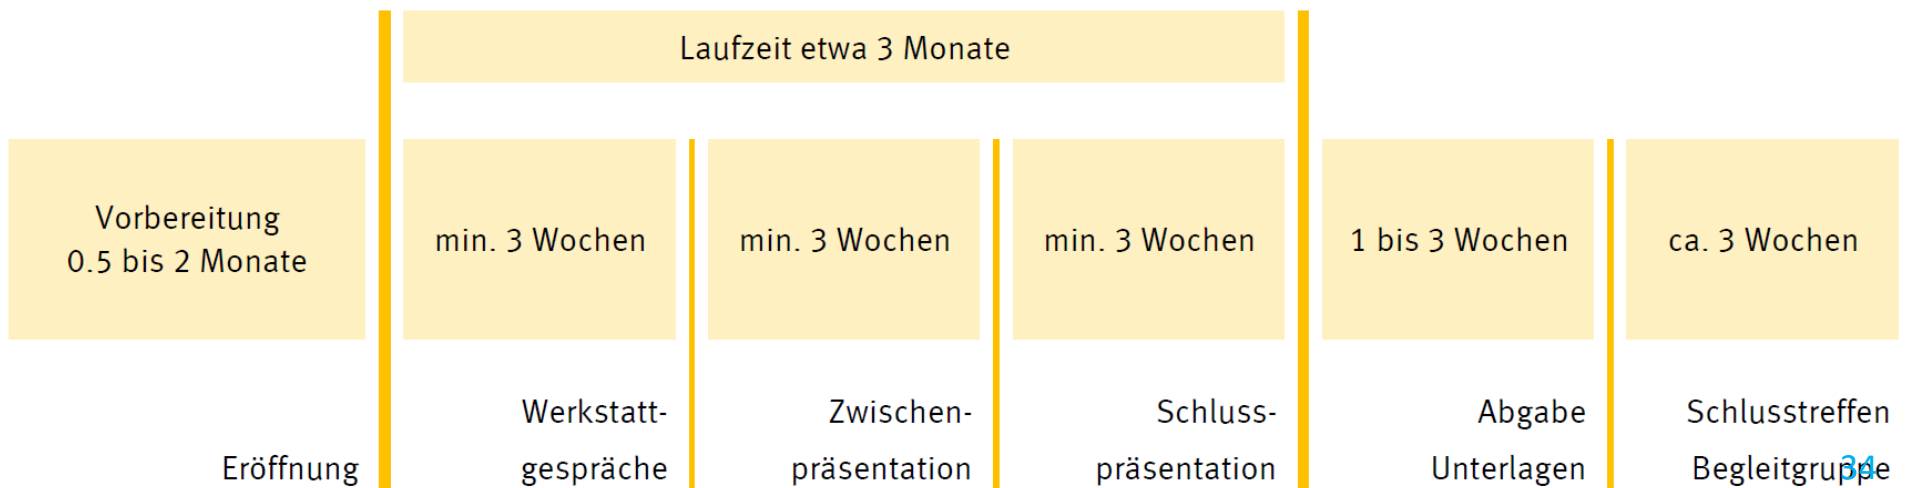 Laufzeit etwa 3 Monate
Vorbereitung
0.5 bis 2 Monate
min. 3 Wochen
min. 3 Wochen
min. 3 Wochen
1 bis 3 Wochen
ca. 3 Wochen
Eröffnung
Werkstatt-
gespräche
Zwischen-
präsentation
Schluss-
präsentation
Abgabe
Unterlagen
Schlusstreffen
Begleitgruppe
34